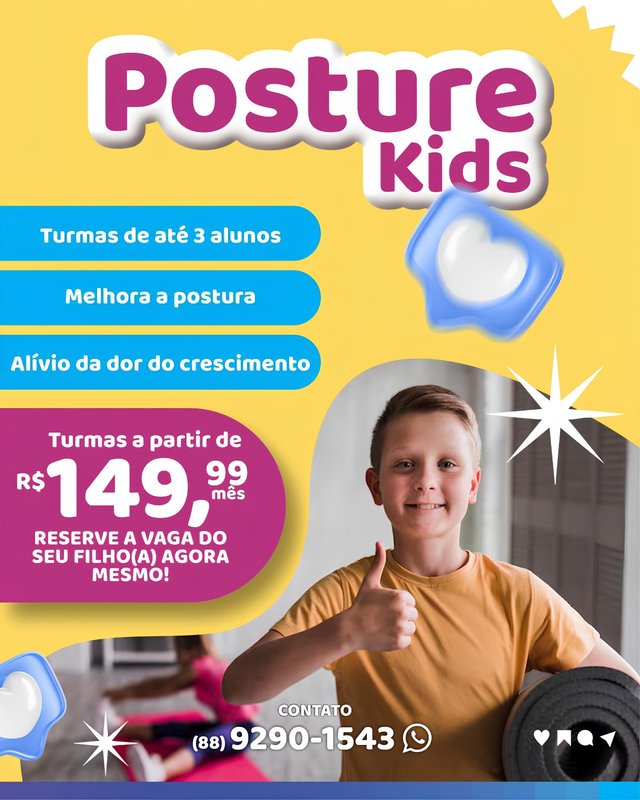 Posture
Kids
Turmas de até 3 alunos
Melhora a postura
Alívio da dor do crescimento
Turmas a partir de
R$149,99
mês
RESERVE A VAGA DO
SEU FILHO(A) AGORA
MESMO!
CONTATO
(88) 9290-1543